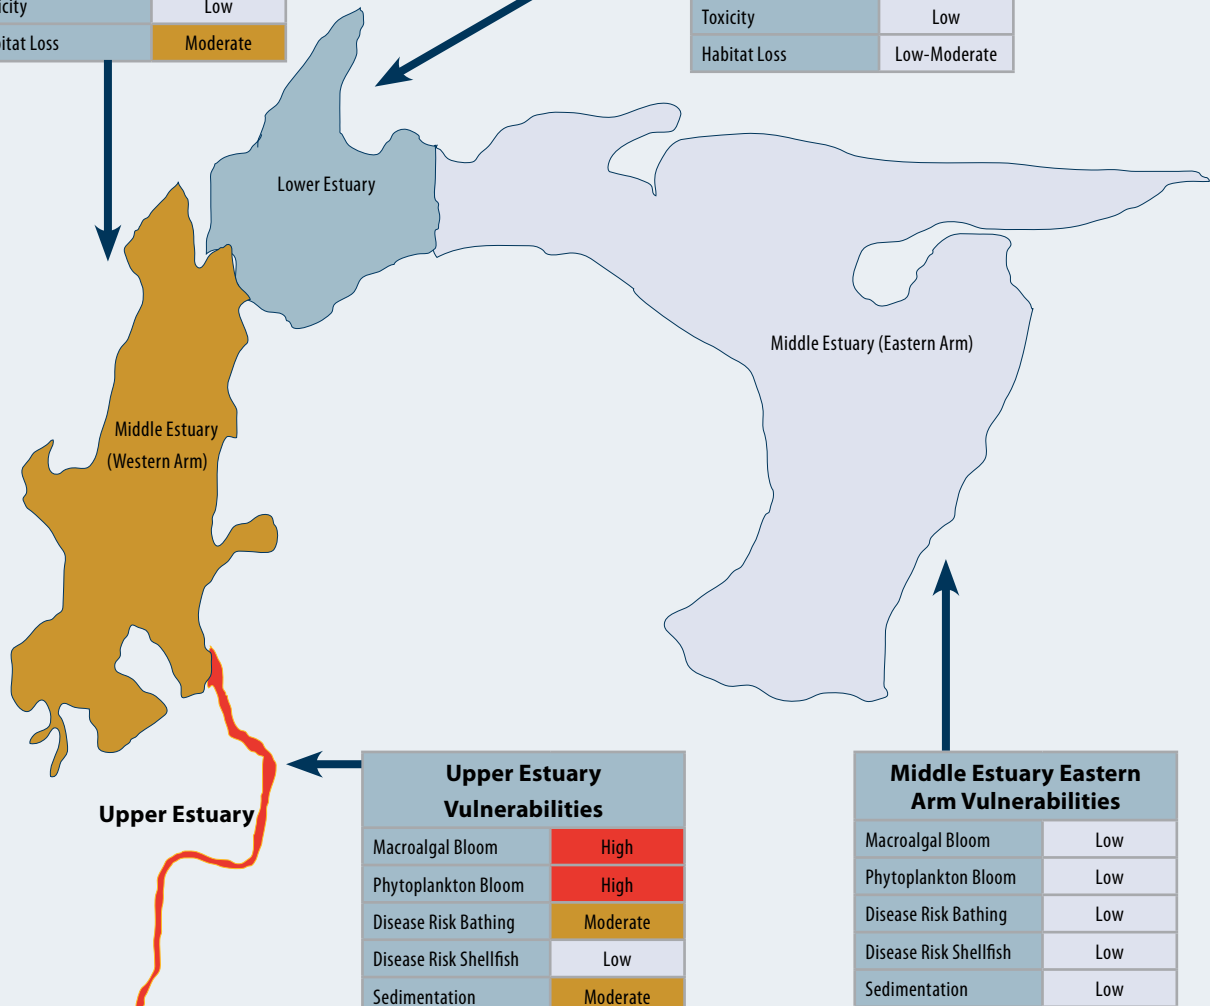 Low
Loss
Moderate
Toxicity
Low
Habitat Loss
Low-Moderate
Lower Estuary
Middle Estuary (Eastern Arm)
Middle Estuary
(Western Arm)
Upper Estuary
Upper Estuary
Vulnerabilities
Macroalgal Bloom
High
Phytoplankton Bloom
High
Disease Risk Bathing
Moderate
Disease Risk Shellfish
Low
Sedimentation
Moderate
Middle Estuary Eastern
Arm Vulnerabilities
Macroalgal Bloom
Low
Phytoplankton Bloom
Low
Disease Risk Bathing
Low
Disease Risk Shellfish
Low
Sedimentation
Low